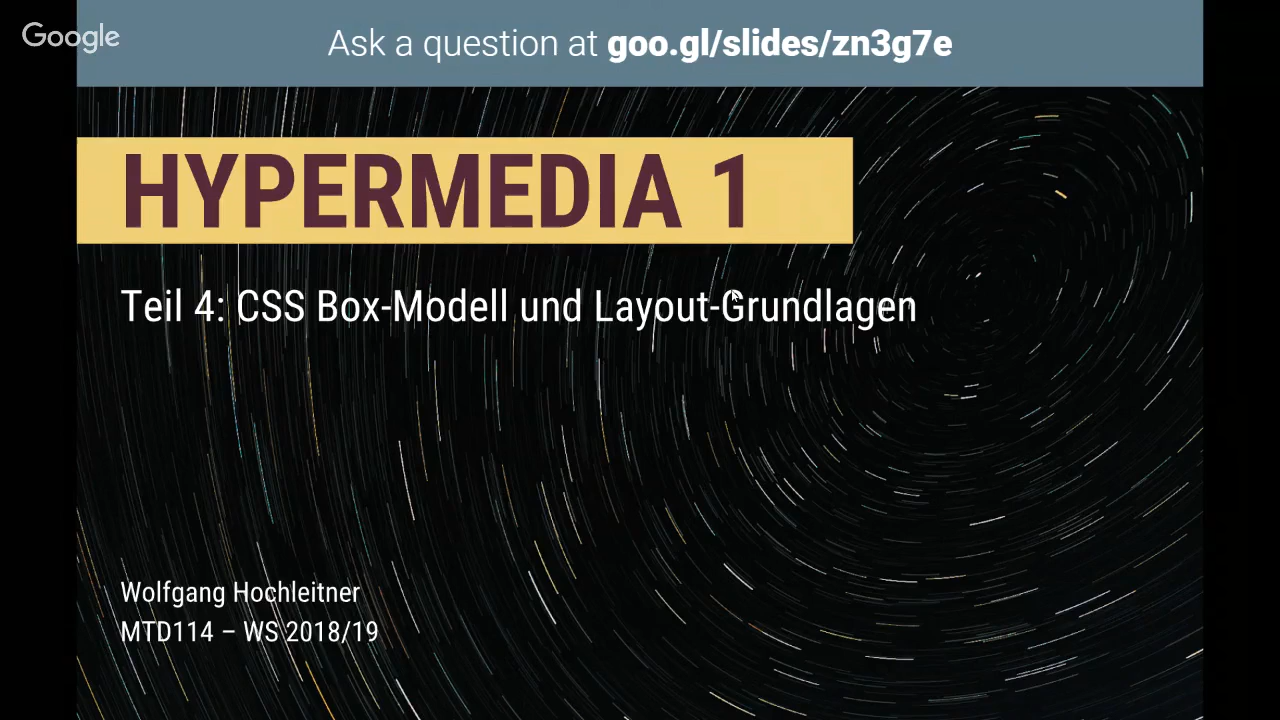 Google
Ask a question at goo.gl/slides/zn3g7e
HYPERMEDIA 1
Teil 4: CSS Box-Modell und Layout-Grundlagen
Wolfgang Hochleitner
MTD114 – WS 2018/19